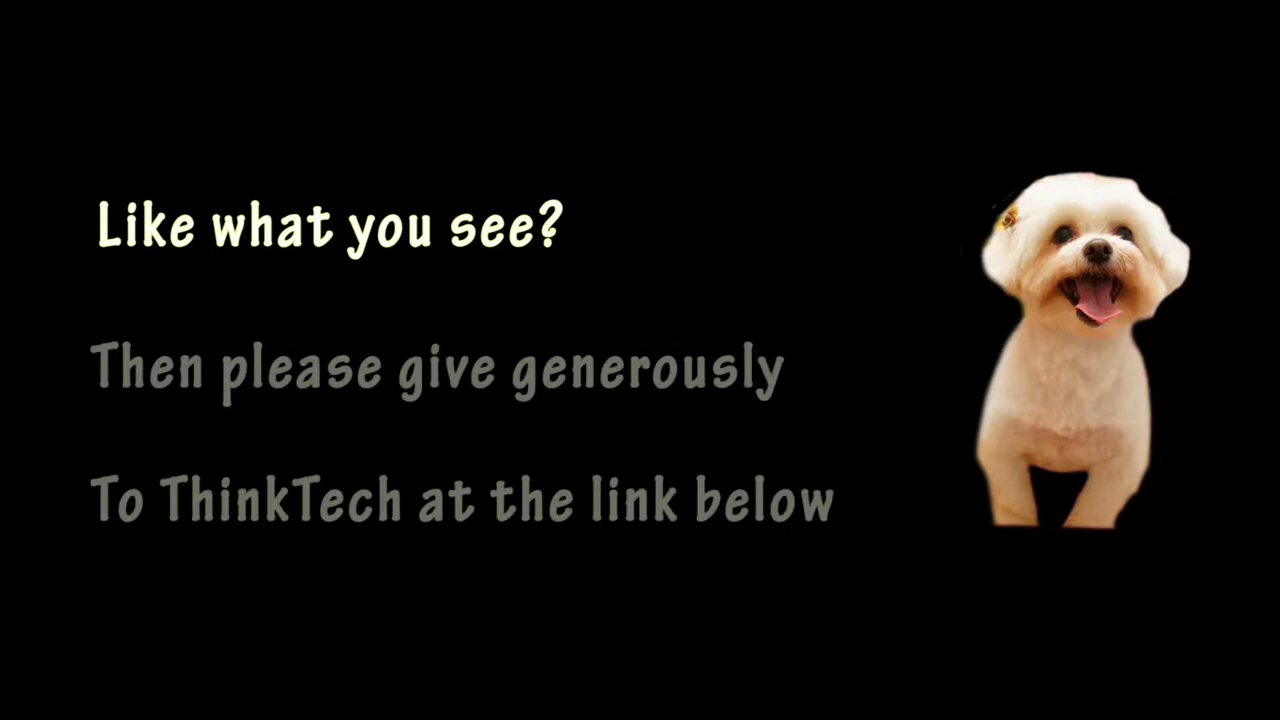 Like what you see?
Then please give generously
To ThinkTech at the link below